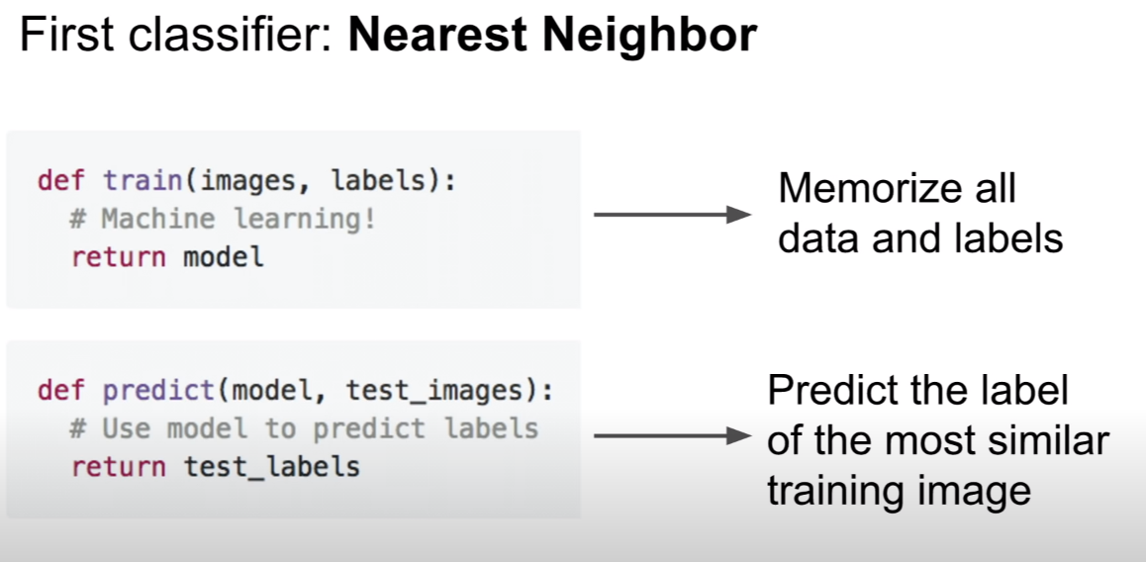 First classifier: Nearest Neighbor
def train(images, labels):
# Machine learning!
return model
Memorize all
data and labels
def predict(model, test_images):
# Use model to predict labels
return test_labels
Predict the label
of the most similar
training image